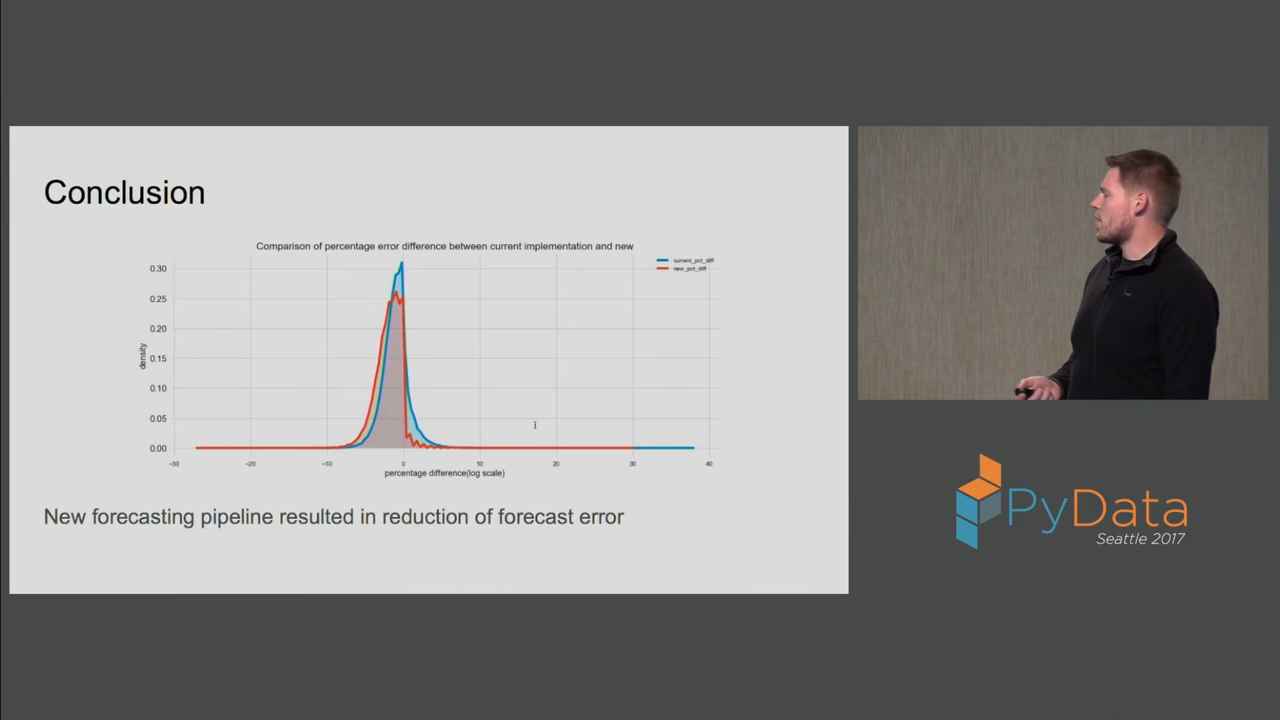 Conclusion
Comparison of percentage error difference between current implementation and new
current_pct_diff
new_pct_diff
0.30
0.25
0.20
0.15
0.10
0.05
0.00
density
−30
−20
−10
0
10
20
30
40
percentage difference(log scale)
New forecasting pipeline resulted in reduction of forecast error
PyData
Seattle 2017